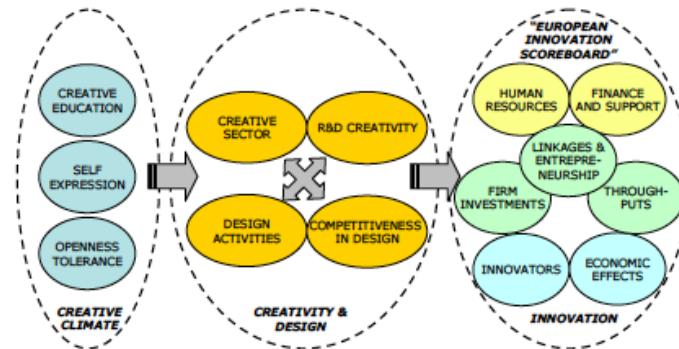 CREATIVE
EDUCATION
SELF
EXPRESSION
OPENNESS
TOLERANCE
CREATIVE
CLIMATE
CREATIVE
SECTOR
R&D CREATIVITY
DESIGN
ACTIVITIES
COMPETITIVENESS
IN DESIGN
CREATIVITY &
DESIGN
"EUROPEAN
INNOVATION
SCOREBOARD"
HUMAN
RESOURCES
FINANCE
AND SUPPORT
LINKAGES &
ENTREPRE-
NEURSHIP
FIRM
INVESTMENTS
THROUGH-
PUTS
INNOVATORS
ECONOMIC
EFFECTS
INNOVATION